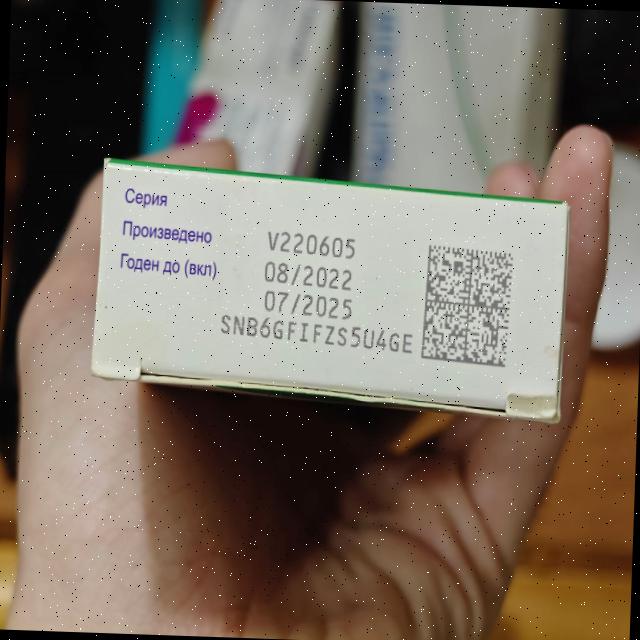 Серия
Произведено
Годен до (вкл)
V220605
08/2022
07/2025
SNB6GFIFZS5U4GE